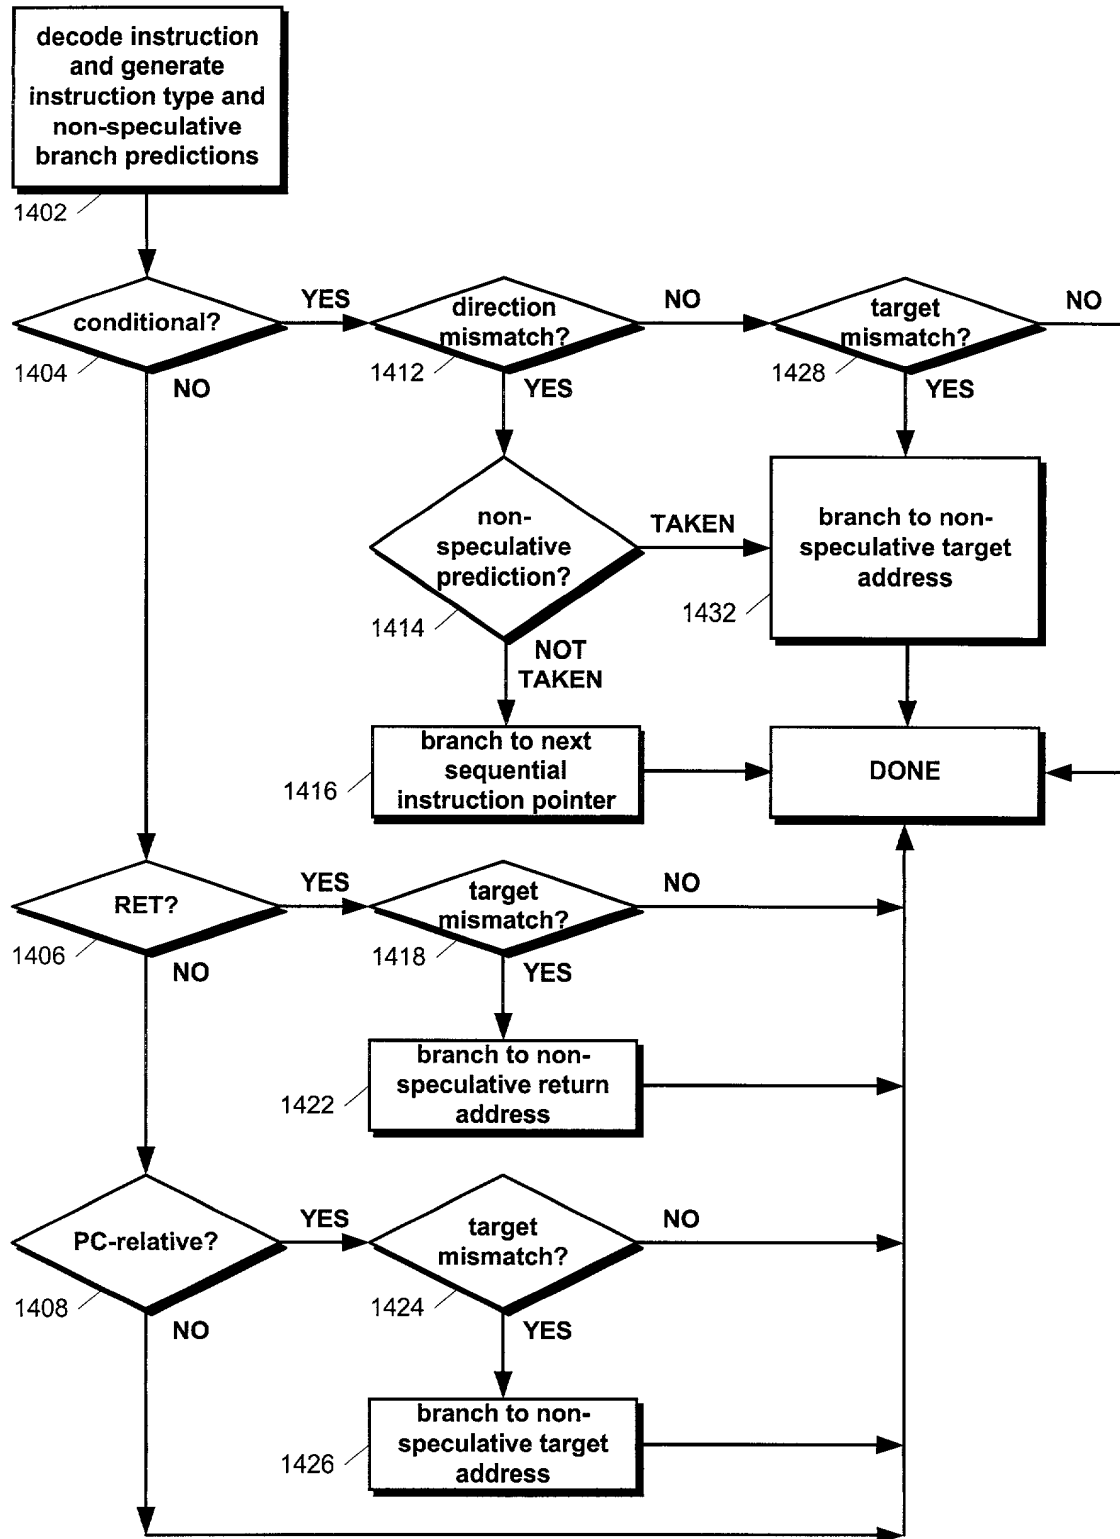 decode instruction
and generate
instruction type and
non-speculative
branch predictions
1402
conditional?
1404
YES
NO
direction
mismatch?
1412
NO
YES
target
mismatch?
1428
NO
YES
non-
speculative
prediction?
1414
TAKEN
NOT
TAKEN
branch to non-
speculative target
address
1432
branch to next
sequential
instruction pointer
1416
DONE
RET?
1406
YES
NO
target
mismatch?
1418
NO
YES
branch to non-
speculative return
address
1422
PC-relative?
1408
YES
NO
target
mismatch?
1424
NO
YES
branch to non-
speculative target
address
1426